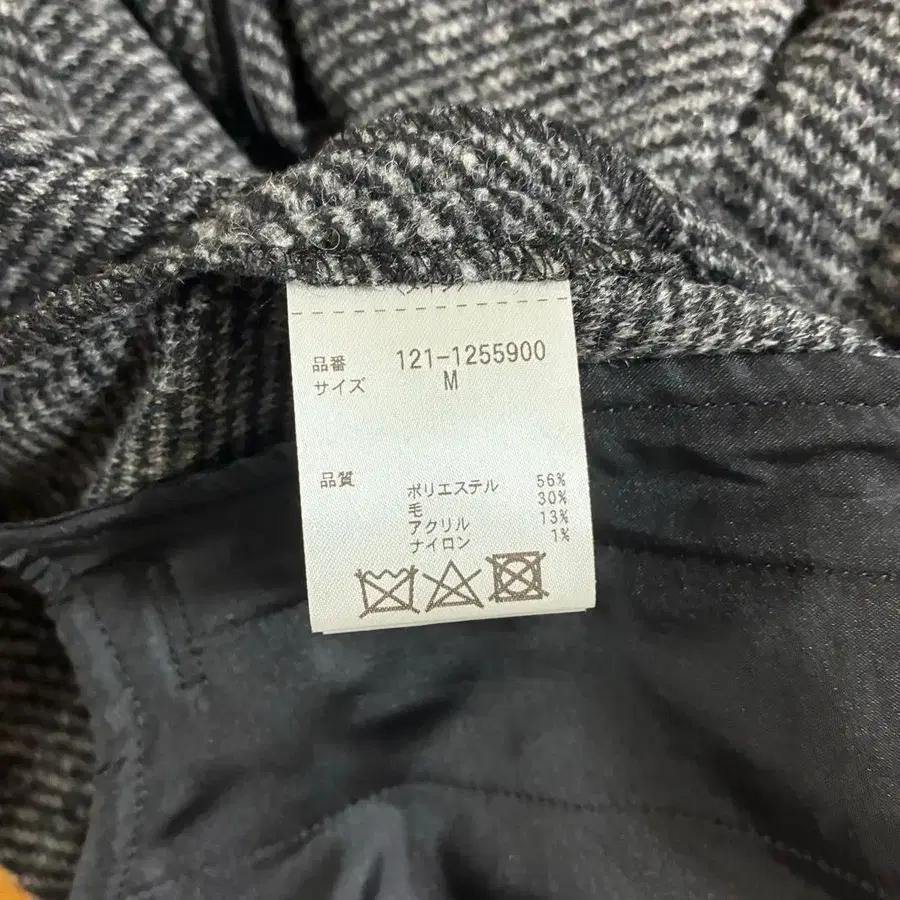 品番 121-1255900
サイズ M
品質
ポリエステル 56%
毛 30%
アクリル 13%
ナイロン 1%